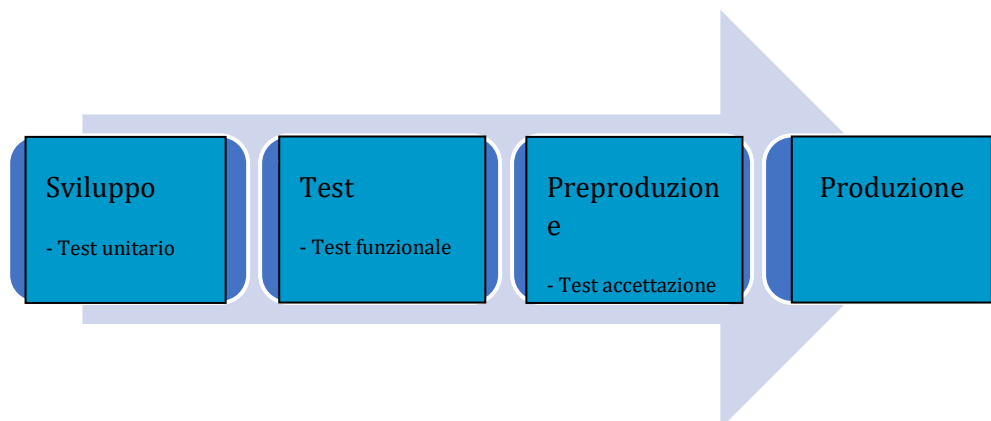 Sviluppo
- Test unitario
Test
- Test funzionale
Preproduzion
e
- Test accettazione
Produzione